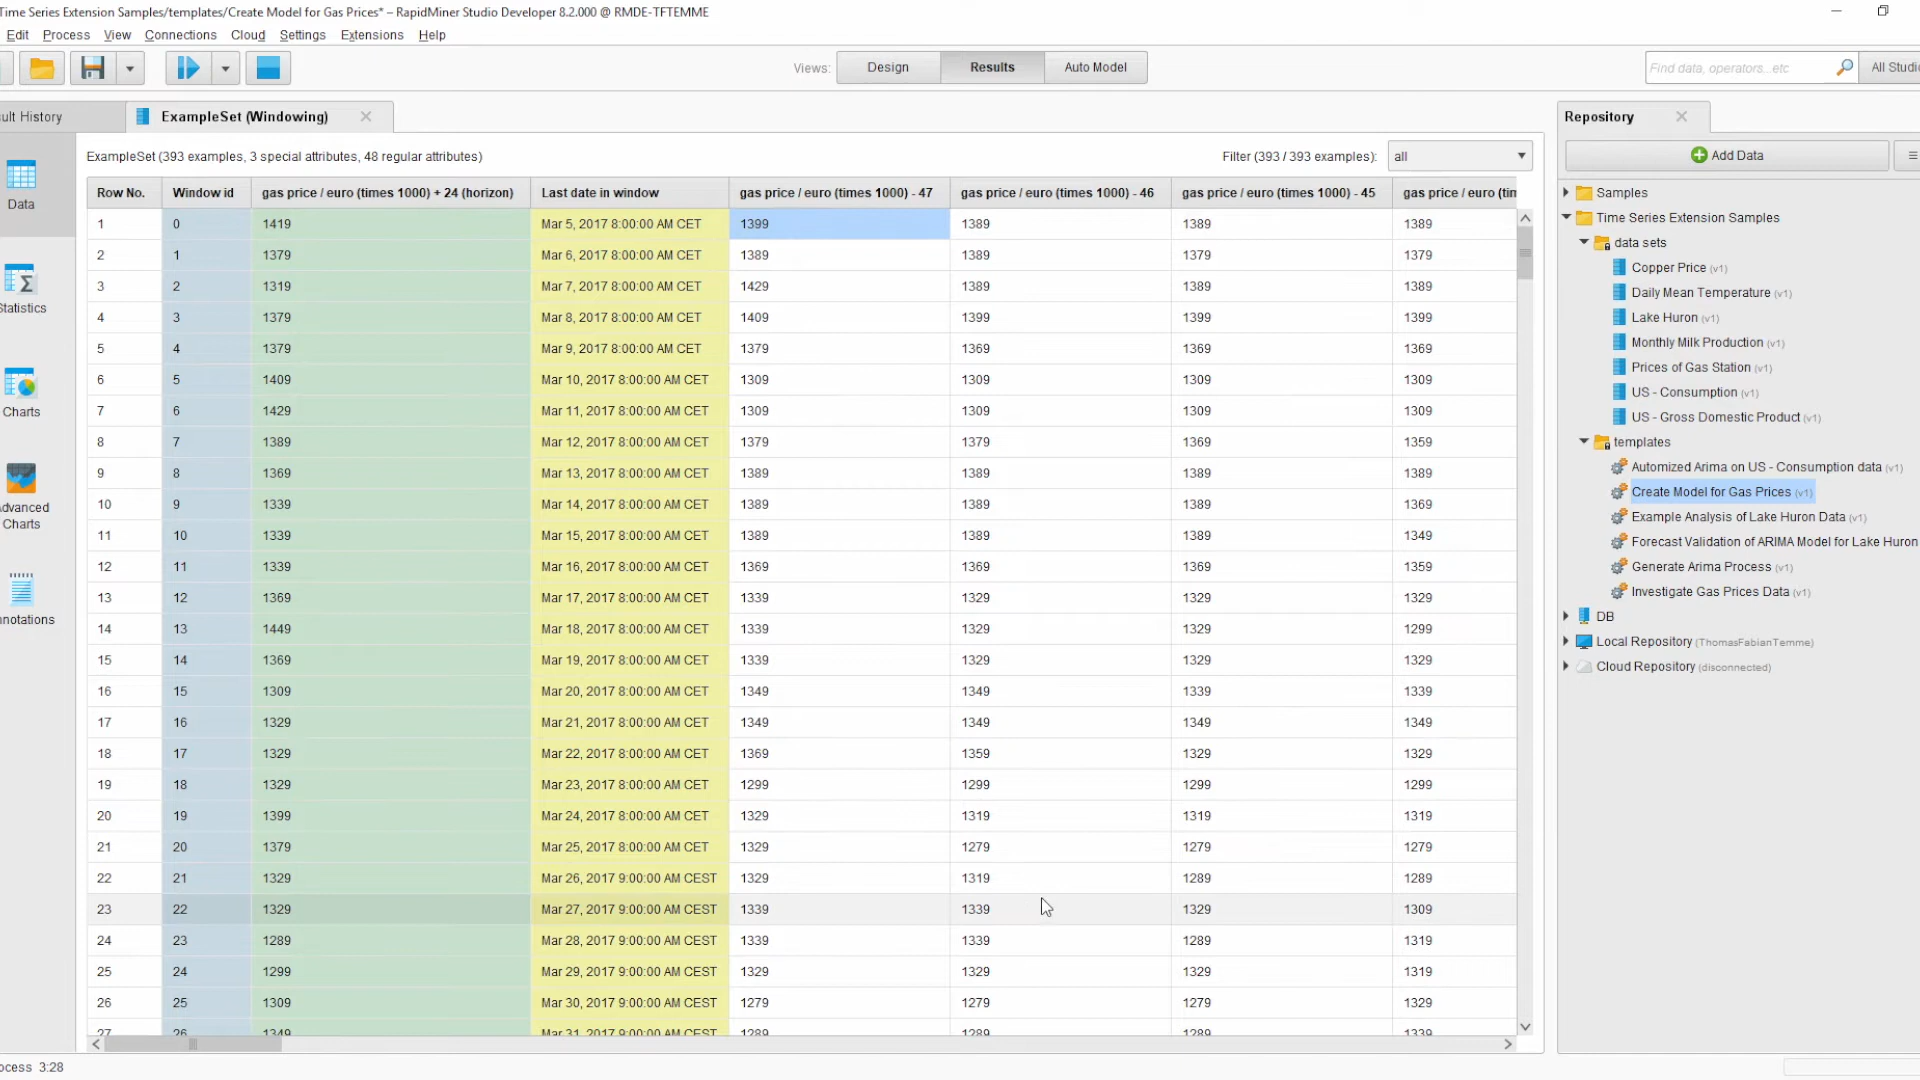 Time Series Extension Samples/templates/Create Model for Gas Prices* – RapidMiner Studio Developer 8.2.000 @ RMDE-TFTEMME
Edit Process View Connections Cloud Settings Extensions Help
Views: Design Results Auto Model
Find data, operators...etc
All Studi
ult History
ExampleSet (Windowing)
Repository
ExampleSet (393 examples, 3 special attributes, 48 regular attributes)
Filter (393 / 393 examples): all
Add Data
Data
Statistics
Charts
dvanced
Charts
nnotations
Row No. Window id gas price / euro (times 1000) + 24 (horizon) Last date in window gas price / euro (times 1000) - 47 gas price / euro (times 1000) - 46 gas price / euro (times 1000) - 45 gas price / euro (tin
1 0 1419 Mar 5, 2017 8:00:00 AM CET 1399 1389 1389 1389
2 1 1379 Mar 6, 2017 8:00:00 AM CET 1389 1389 1379 1379
3 2 1319 Mar 7, 2017 8:00:00 AM CET 1429 1389 1389 1389
4 3 1379 Mar 8, 2017 8:00:00 AM CET 1409 1399 1399 1399
5 4 1379 Mar 9, 2017 8:00:00 AM CET 1379 1369 1369 1369
6 5 1409 Mar 10, 2017 8:00:00 AM CET 1309 1309 1309 1309
7 6 1429 Mar 11, 2017 8:00:00 AM CET 1309 1309 1309 1309
8 7 1389 Mar 12, 2017 8:00:00 AM CET 1379 1379 1369 1359
9 8 1369 Mar 13, 2017 8:00:00 AM CET 1389 1389 1389 1389
10 9 1339 Mar 14, 2017 8:00:00 AM CET 1389 1389 1389 1369
11 10 1339 Mar 15, 2017 8:00:00 AM CET 1389 1389 1389 1349
12 11 1339 Mar 16, 2017 8:00:00 AM CET 1369 1369 1369 1359
13 12 1369 Mar 17, 2017 8:00:00 AM CET 1339 1329 1329 1329
14 13 1449 Mar 18, 2017 8:00:00 AM CET 1339 1329 1329 1299
15 14 1369 Mar 19, 2017 8:00:00 AM CET 1339 1329 1329 1329
16 15 1309 Mar 20, 2017 8:00:00 AM CET 1349 1349 1339 1339
17 16 1329 Mar 21, 2017 8:00:00 AM CET 1349 1349 1349 1349
18 17 1329 Mar 22, 2017 8:00:00 AM CET 1369 1359 1329 1329
19 18 1329 Mar 23, 2017 8:00:00 AM CET 1299 1299 1299 1299
20 19 1399 Mar 24, 2017 8:00:00 AM CET 1329 1319 1319 1319
21 20 1379 Mar 25, 2017 8:00:00 AM CET 1329 1279 1279 1279
22 21 1329 Mar 26, 2017 9:00:00 AM CEST 1329 1319 1289 1289
23 22 1329 Mar 27, 2017 9:00:00 AM CEST 1339 1339 1329 1309
24 23 1289 Mar 28, 2017 9:00:00 AM CEST 1339 1339 1289 1319
25 24 1299 Mar 29, 2017 9:00:00 AM CEST 1329 1329 1329 1319
26 25 1309 Mar 30, 2017 9:00:00 AM CEST 1279 1279 1279 1329
27 26 1349 Mar 31, 2017 9:00:00 AM CEST 1289 1289 1289 1339
Samples
Time Series Extension Samples
data sets
Copper Price (v1)
Daily Mean Temperature (v1)
Lake Huron (v1)
Monthly Milk Production (v1)
Prices of Gas Station (v1)
US - Consumption (v1)
US - Gross Domestic Product (v1)
templates
Automized Arima on US - Consumption data (v1)
Create Model for Gas Prices (v1)
Example Analysis of Lake Huron Data (v1)
Forecast Validation of ARIMA Model for Lake Huron
Generate Arima Process (v1)
Investigate Gas Prices Data (v1)
DB
Local Repository (ThomasFabianTemme)
Cloud Repository (disconnected)
ocess 3:28